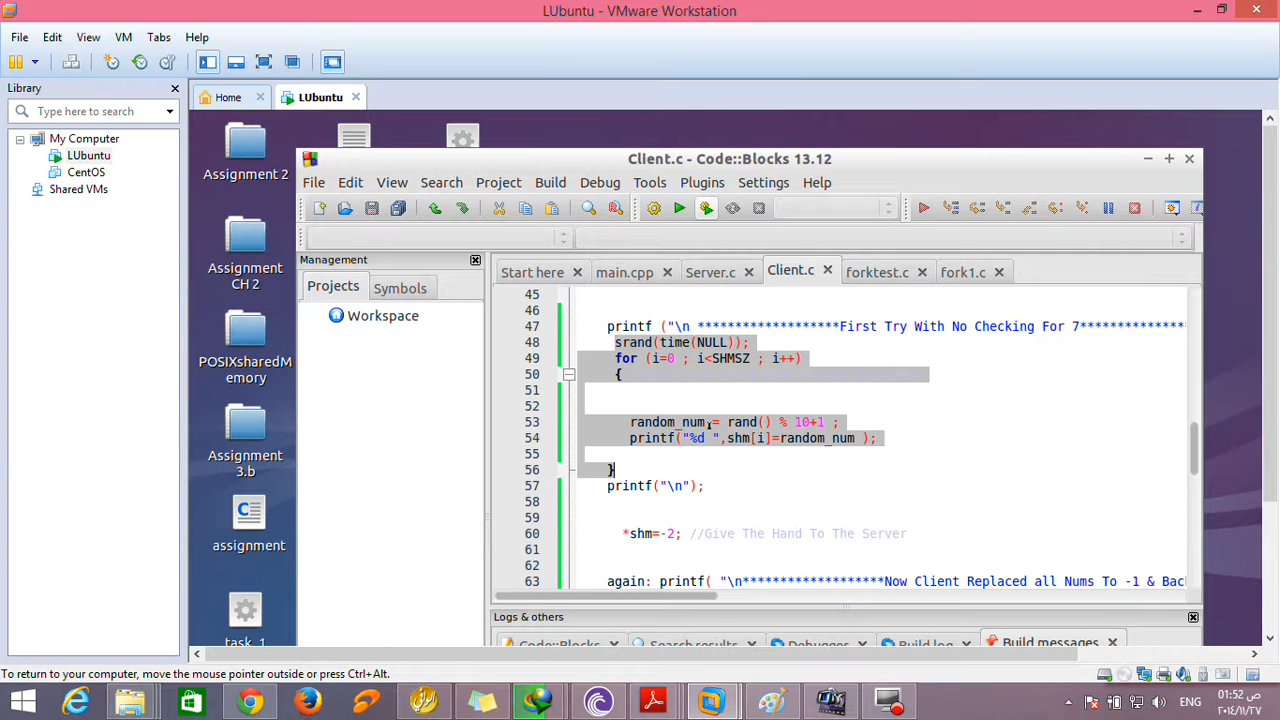 LUbuntu - VMware Workstation
File Edit View VM Tabs Help
Library
Type here to search
My Computer
LUbuntu
CentOS
Shared VMs
Home
LUbuntu
Assignment 2
Assignment
CH 2
POSIXsharedM
emory
Assignment
3.b
assignment
task_1
Client.c - Code::Blocks 13.12
File Edit View Search Project Build Debug Tools Plugins Settings Help
Management
Projects Symbols
Workspace
Start here main.cpp Server.c Client.c forktest.c fork1.c
45
46
47 printf ("\n *******************First Try With No Checking For 7***************
48 srand(time(NULL));
49 for (i=0 ; i<SHMSZ ; i++)
50 {
51
52
53 random_num = rand() % 10+1 ;
54 printf("%d ",shm[i]=random_num );
55
56 }
57 printf("\n");
58
59
60 *shm=-2; //Give The Hand To The Server
61
62
63 again: printf( "\n*******************Now Client Replaced all Nums To -1 & Back
Logs & others
Code::Blocks Search results Debugger Build log Build messages
To return to your computer, move the mouse pointer outside or press Ctrl+Alt.
ENG
01:52 ص
٢٠١٤/١١/٢٧